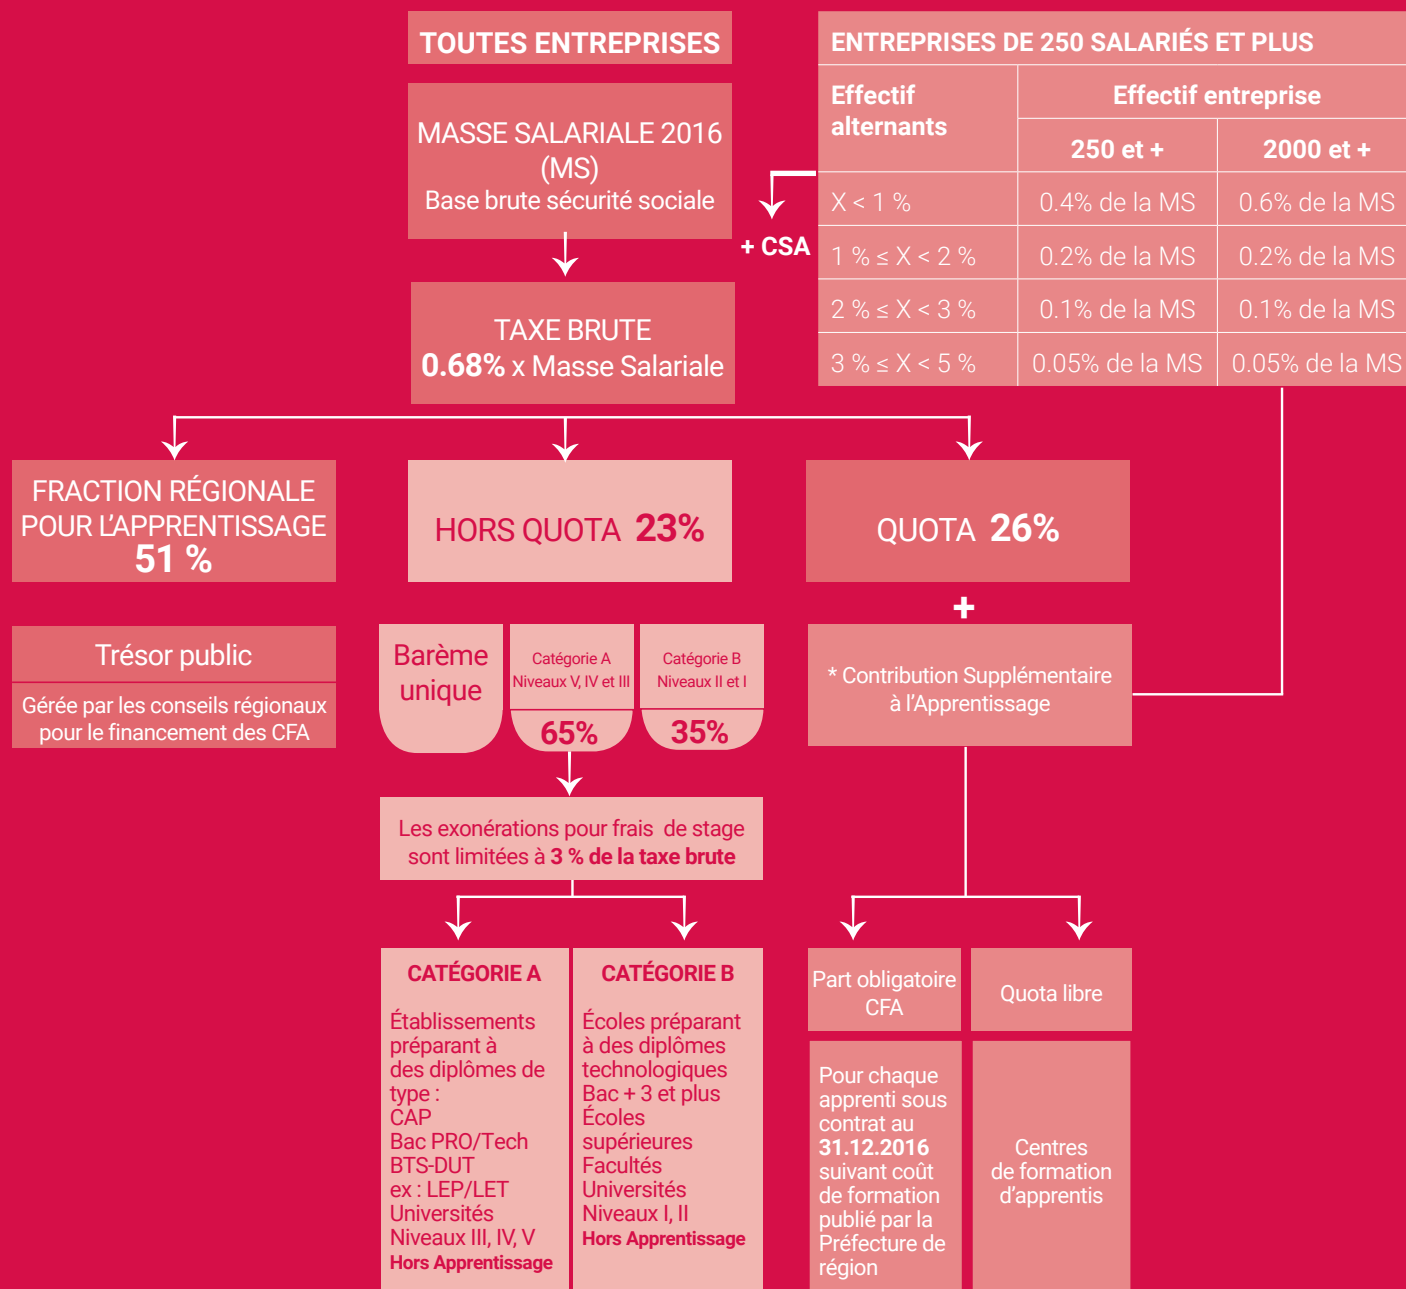 TOUTES ENTREPRISES
MASSE SALARIALE 2016
(MS)
Base brute sécurité sociale
TAXE BRUTE
0.68% x Masse Salariale
ENTREPRISES DE 250 SALARIÉS ET PLUS
Effectif
alternants
Effectif entreprise
250 et +
2000 et +
X < 1 %
0.4% de la MS
0.6% de la MS
1 % ≤ X < 2 %
0.2% de la MS
0.2% de la MS
2 % ≤ X < 3 %
0.1% de la MS
0.1% de la MS
3 % ≤ X < 5 %
0.05% de la MS
0.05% de la MS
+ CSA
FRACTION RÉGIONALE
POUR L'APPRENTISSAGE
51 %
HORS QUOTA 23%
QUOTA 26%
+
Trésor public
Gérée par les conseils régionaux
pour le financement des CFA
Barème
unique
Catégorie A
Niveaux V, IV et III
65%
Catégorie B
Niveaux II et I
35%
* Contribution Supplémentaire
à l'Apprentissage
Les exonérations pour frais de stage
sont limitées à 3 % de la taxe brute
CATÉGORIE A
Établissements
préparant à
des diplômes de
type :
CAP
Bac PRO/Tech
BTS-DUT
ex : LEP/LET
Universités
Niveaux III, IV, V
Hors Apprentissage
CATÉGORIE B
Écoles préparant
à des diplômes
technologiques
Bac + 3 et plus
Écoles
supérieures
Facultés
Universités
Niveaux I, II
Hors Apprentissage
Part obligatoire
CFA
Pour chaque
apprenti sous
contrat au
31.12.2016
suivant coût
de formation
publié par la
Préfecture de
région
Quota libre
Centres
de formation
d'apprentis